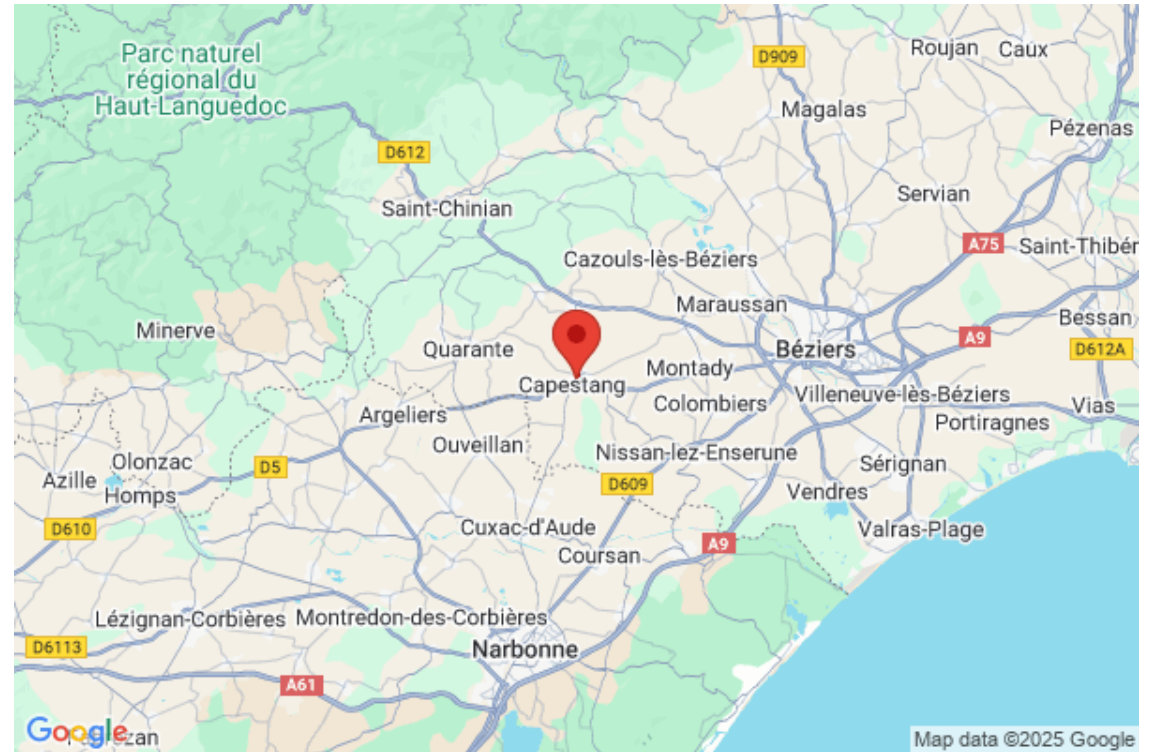 Parc naturel
régional du
Haut-Languedoc
D909
Roujan
Caux
Magalas
Pézenas
D612
Servian
Saint-Chinian
A75
Saint-Thibér
Cazouls-lès-Béziers
Maraussan
Bessan
Minerve
A9
Quarante
Béziers
D612A
Montady
Capestang
Villeneuve-lès-Béziers
Colombiers
Vias
Argeliers
Portiragnes
Ouveillan
Nissan-lez-Enserune
Olonzac
D5
Sérignan
Azille
Homps
D609
Vendres
D610
Cuxac-d'Aude
Valras-Plage
A9
Coursan
Lézignan-Corbières
Montredon-des-Corbières
D6113
Narbonne
A61
Google
Map data ©2025 Google